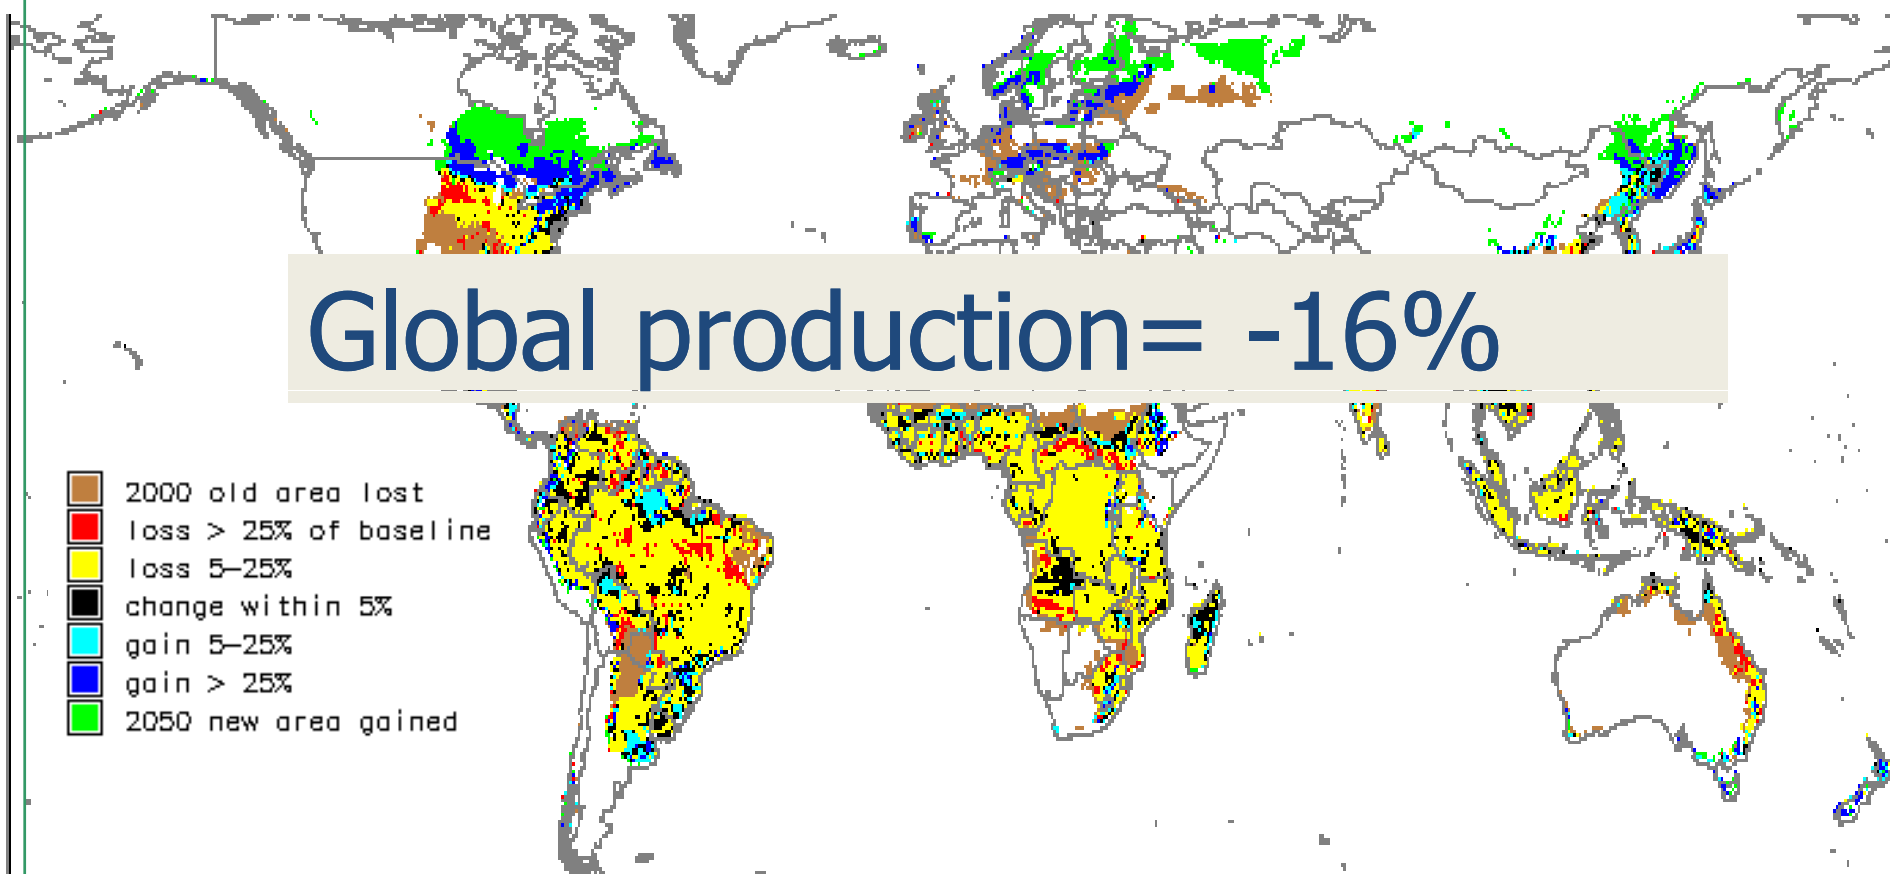 Global production= -16%
2000 old area lost
loss > 25% of baseline
loss 5-25%
change within 5%
gain 5-25%
gain > 25%
2050 new area gained